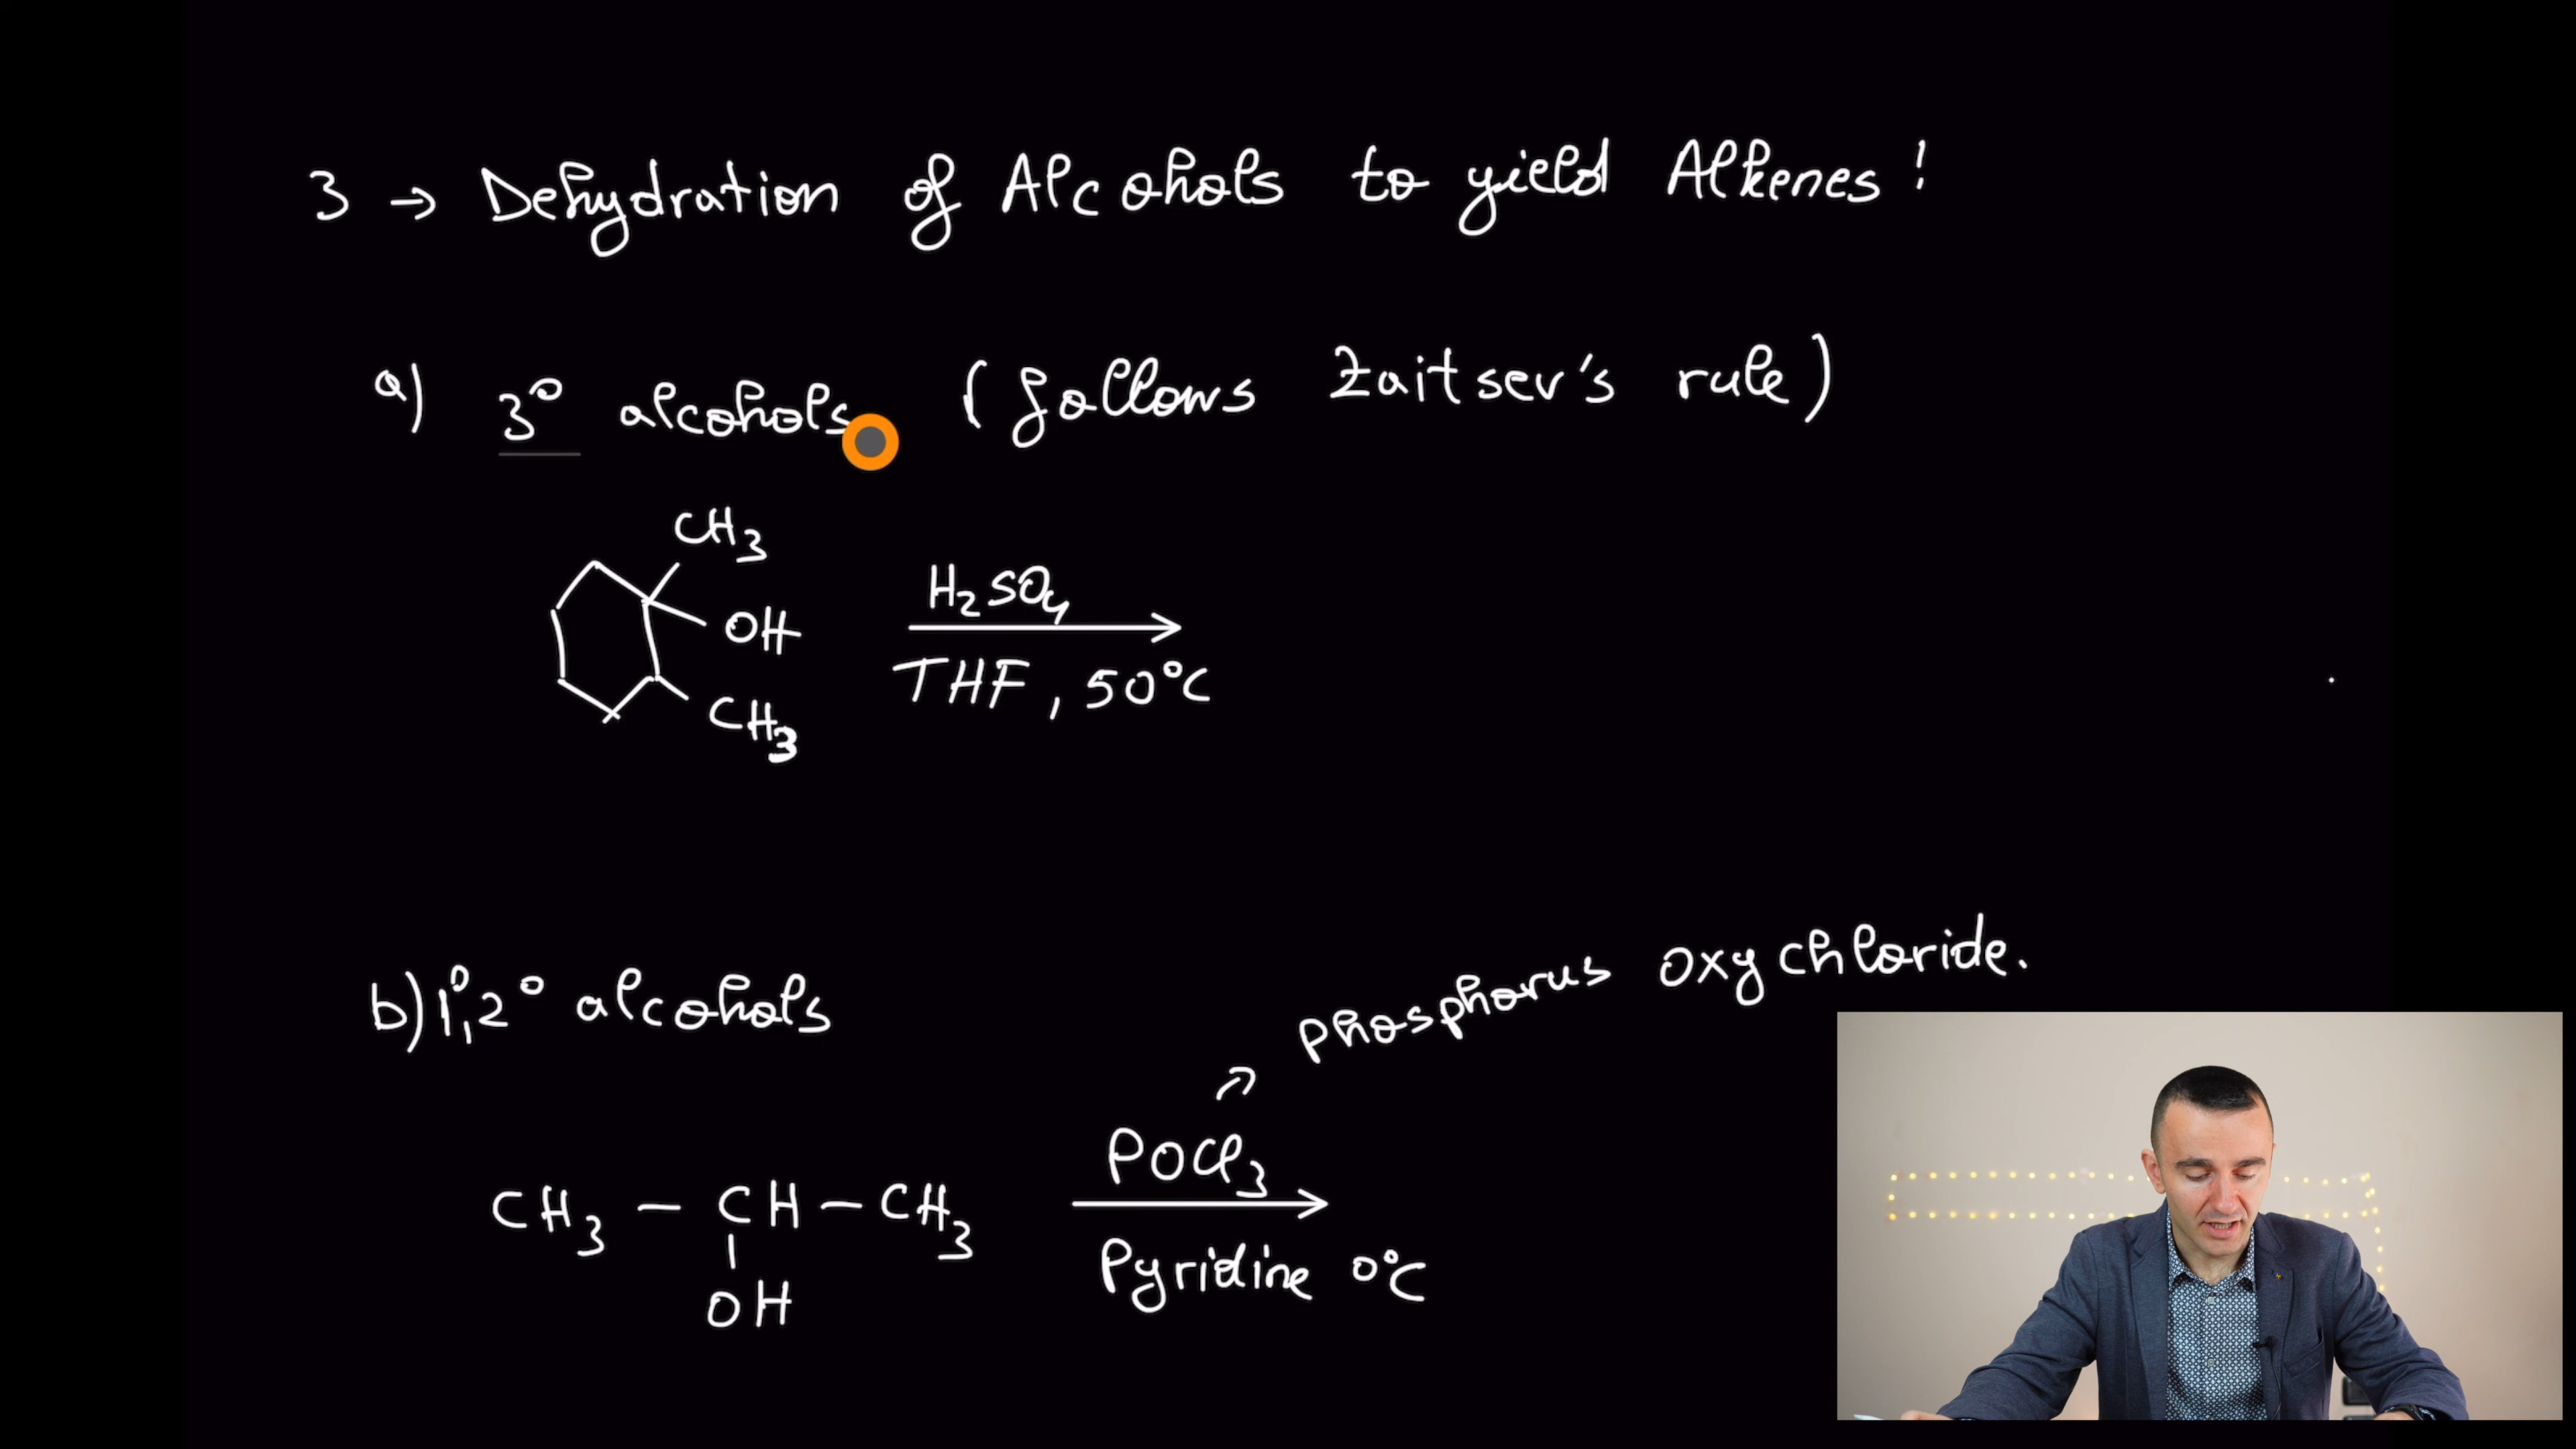 3 → Dehydration of Alcohols to yield Alkenes!
a) 3° alcohols (follows Zaitsev's rule)
CH3
OH
CH3
H2SO4
THF, 50°C
b) 1°,2° alcohols
phosphorus oxychloride.
CH3 – CH – CH3
OH
POCl3
Pyridine 0°C